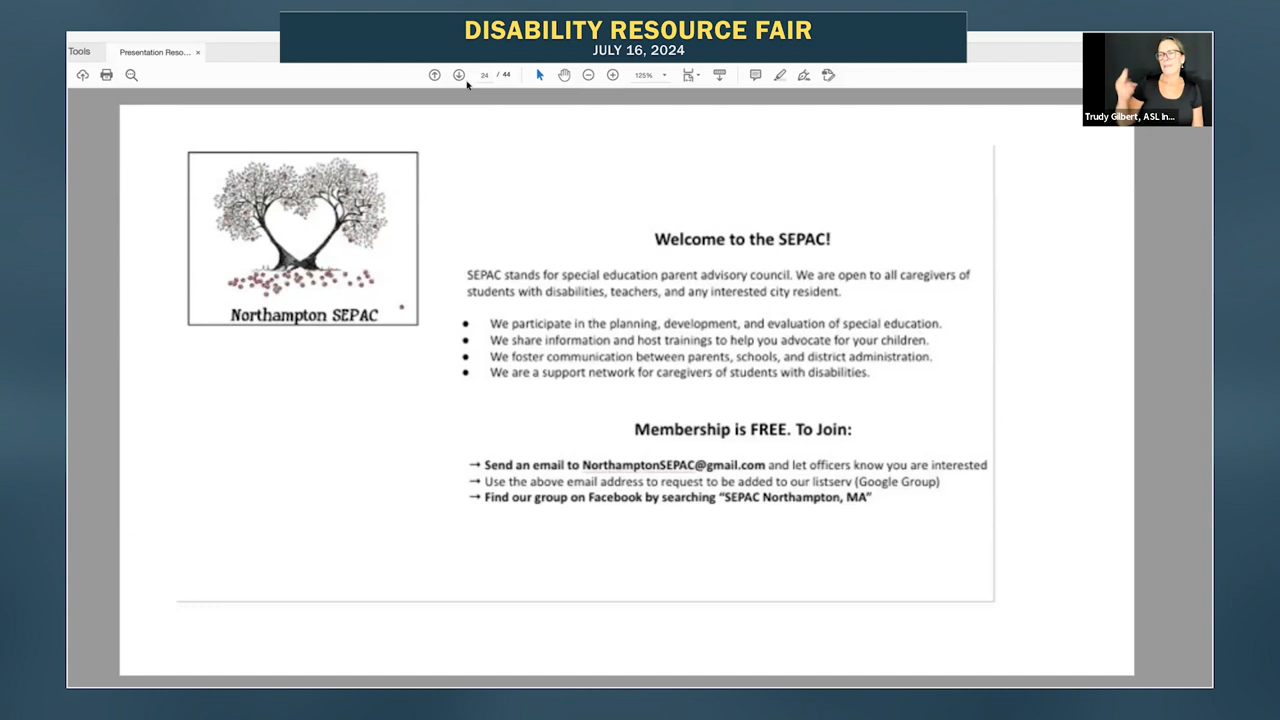 DISABILITY RESOURCE FAIR
JULY 16, 2024
Tools
Presentation Reso... ×
24 / 44
125%
Trudy Gilbert, ASL In...
Northampton SEPAC
Welcome to the SEPAC!
SEPAC stands for special education parent advisory council. We are open to all caregivers of
students with disabilities, teachers, and any interested city resident.
● We participate in the planning, development, and evaluation of special education.
● We share information and host trainings to help you advocate for your children.
● We foster communication between parents, schools, and district administration.
● We are a support network for caregivers of students with disabilities.
Membership is FREE. To Join:
→ Send an email to NorthamptonSEPAC@gmail.com and let officers know you are interested
→ Use the above email address to request to be added to our listserv (Google Group)
→ Find our group on Facebook by searching “SEPAC Northampton, MA”